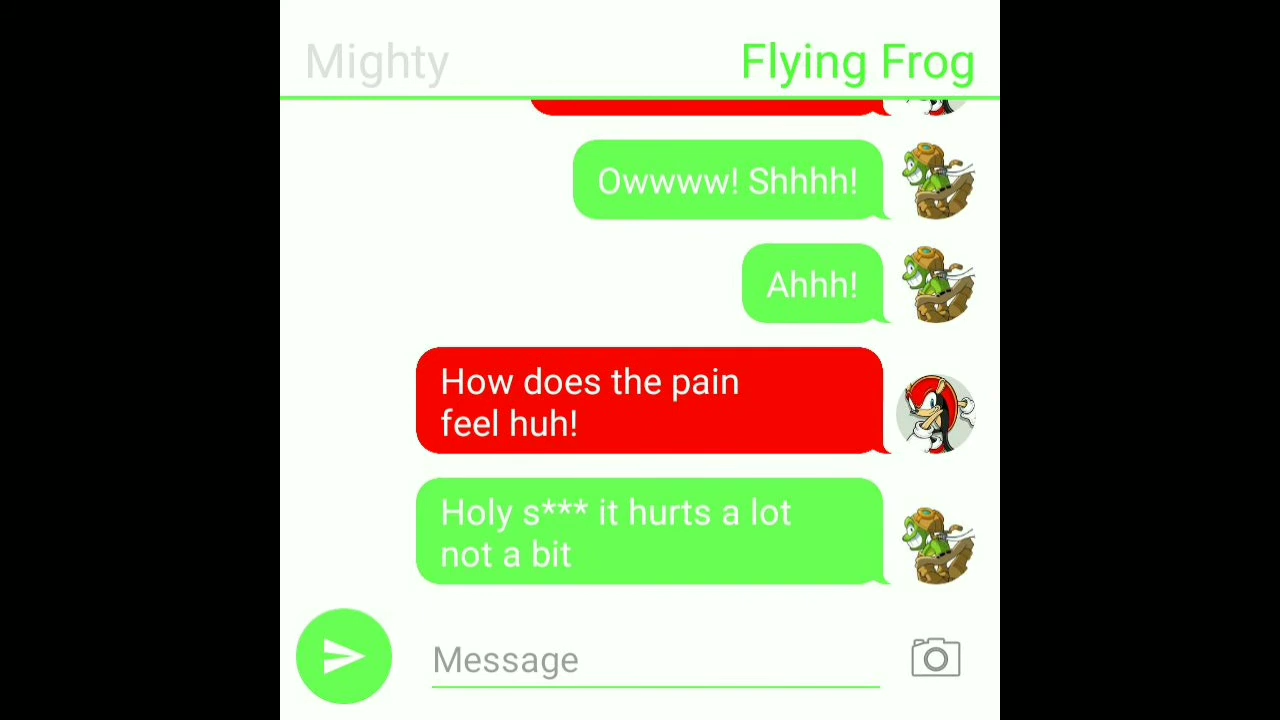 Mighty
Flying Frog
Owwww! Shhhh!
Ahhh!
How does the pain
feel huh!
Holy s*** it hurts a lot
not a bit
Message